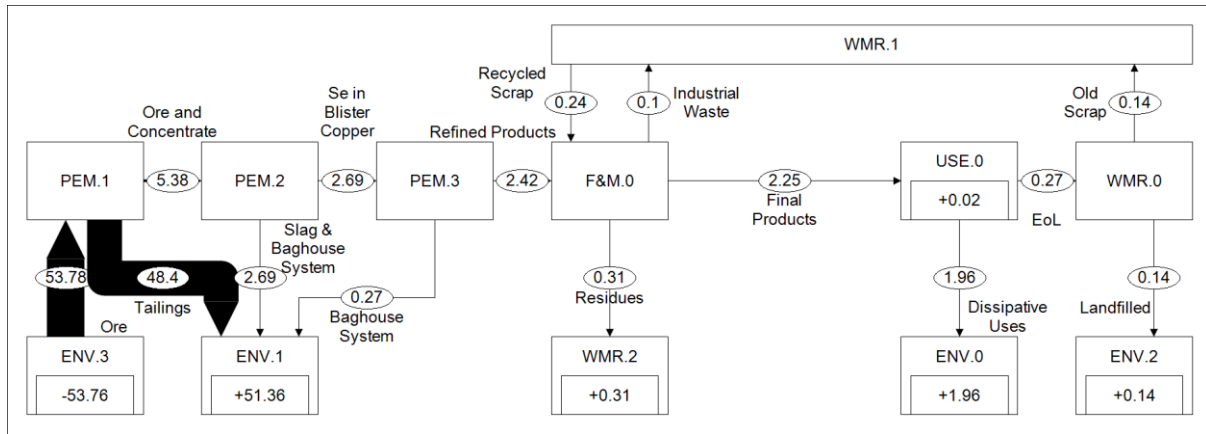 WMR.1
Recycled
Scrap
0.24
0.1
Industrial
Waste
Old
Scrap
0.14
Ore and
Concentrate
Se in
Blister
Copper
Refined Products
PEM.1
5.38
PEM.2
2.69
PEM.3
2.42
F&M.0
2.25
Final
Products
USE.0
+0.02
0.27
EoL
WMR.0
53.78
48.4
Tailings
2.69
Slag &
Baghouse
System
0.27
Baghouse
System
0.31
Residues
1.96
Dissipative
Uses
0.14
Landfilled
Ore
ENV.3
-53.76
ENV.1
+51.36
WMR.2
+0.31
ENV.0
+1.96
ENV.2
+0.14